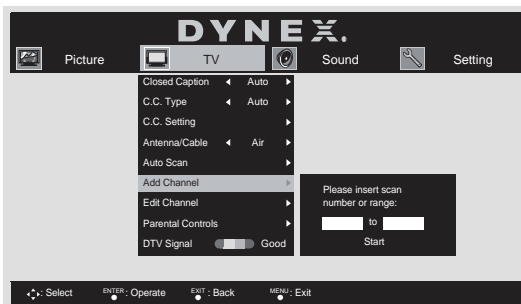 DYNEX.
Picture TV Sound Setting
Closed Caption Auto
C.C. Type Auto
C.C. Setting
Antenna/Cable Air
Auto Scan
Add Channel
Edit Channel
Parental Controls
DTV Signal Good
Please insert scan
number or range:
to
Start
: Select ENTER : Operate EXIT : Back MENU : Exit